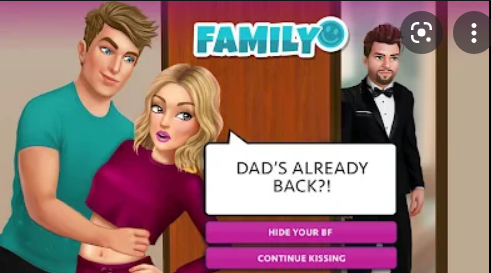 FAMILY
DAD'S ALREADY
BACK?!
HIDE YOUR BF
CONTINUE KISSING